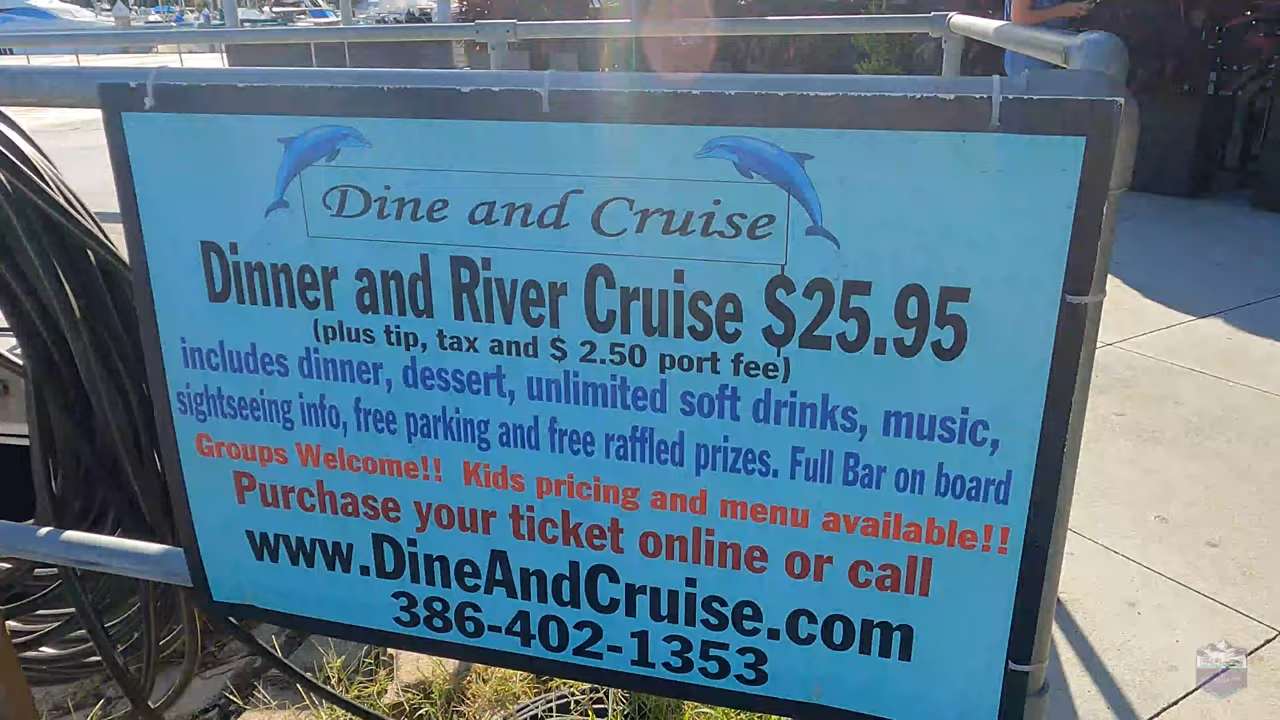 Dine and Cruise
Dinner and River Cruise $25.95
(plus tip, tax and $ 2.50 port fee)
includes dinner, dessert, unlimited soft drinks, music,
sightseeing info, free parking and free raffled prizes. Full Bar on board
Groups Welcome!! Kids pricing and menu available!!
Purchase your ticket online or call
www.DineAndCruise.com
386-402-1353